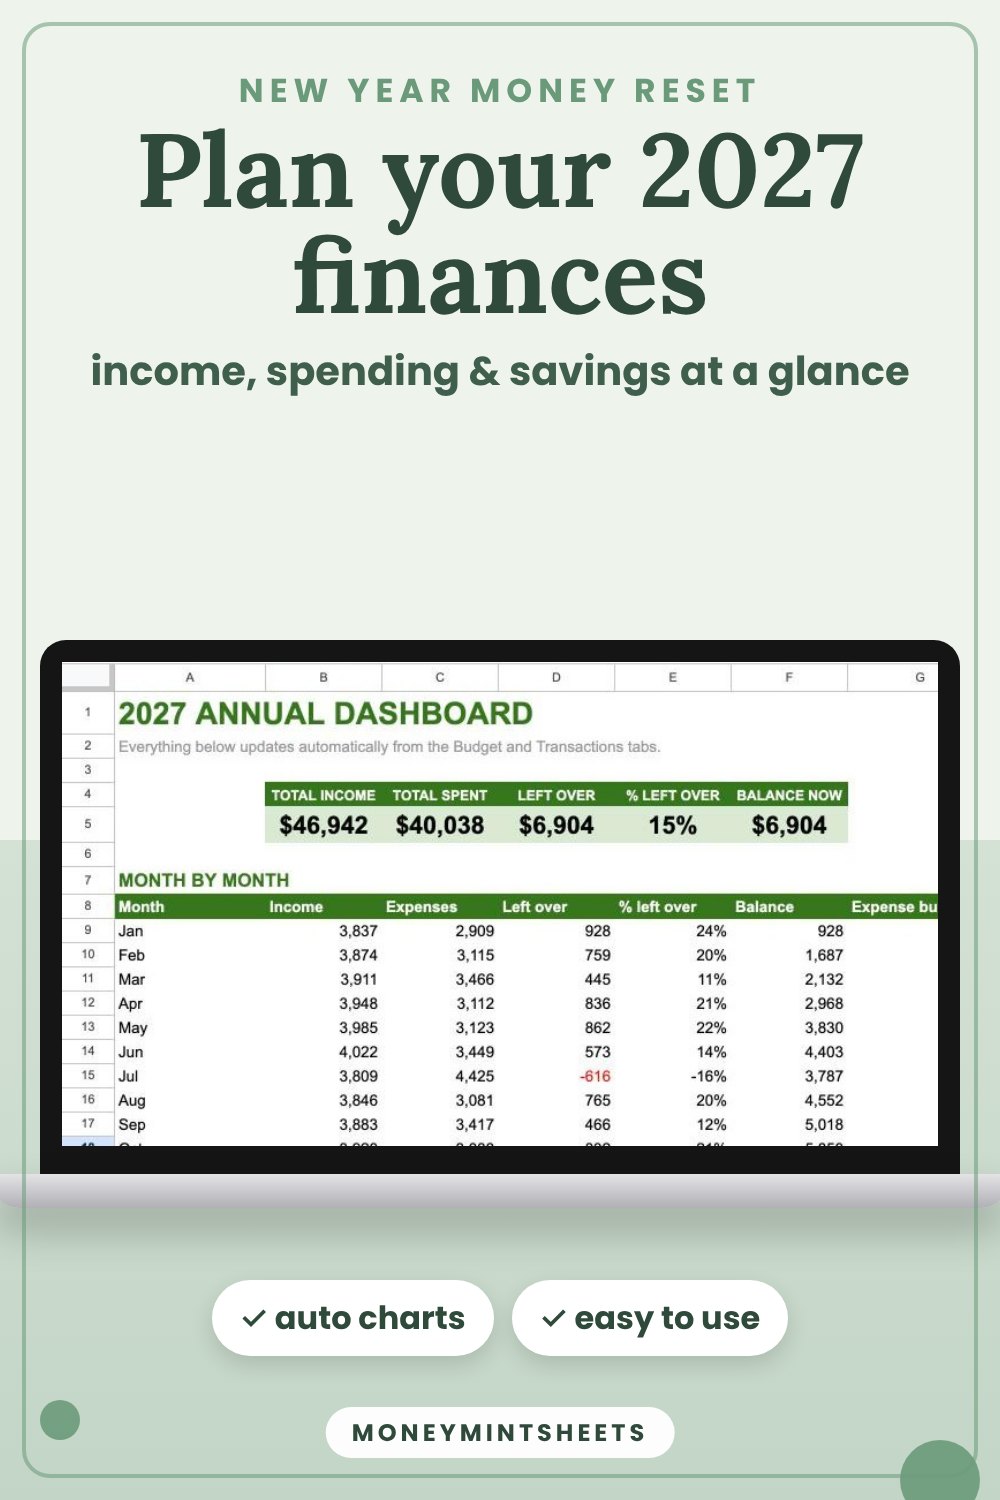 NEW YEAR MONEY RESET
Plan your 2027
finances
income, spending & savings at a glance
A B C D E F G
1 2027 ANNUAL DASHBOARD
2 Everything below updates automatically from the Budget and Transactions tabs.
3
4 TOTAL INCOME TOTAL SPENT LEFT OVER % LEFT OVER BALANCE NOW
5 $46,942 $40,038 $6,904 15% $6,904
6
7 MONTH BY MONTH
8 Month Income Expenses Left over % left over Balance Expense bu
9 Jan 3,837 2,909 928 24% 928
10 Feb 3,874 3,115 759 20% 1,687
11 Mar 3,911 3,466 445 11% 2,132
12 Apr 3,948 3,112 836 21% 2,968
13 May 3,985 3,123 862 22% 3,830
14 Jun 4,022 3,449 573 14% 4,403
15 Jul 3,809 4,425 -616 -16% 3,787
16 Aug 3,846 3,081 765 20% 4,552
17 Sep 3,883 3,417 466 12% 5,018
✓ auto charts ✓ easy to use
MONEYMINTSHEETS